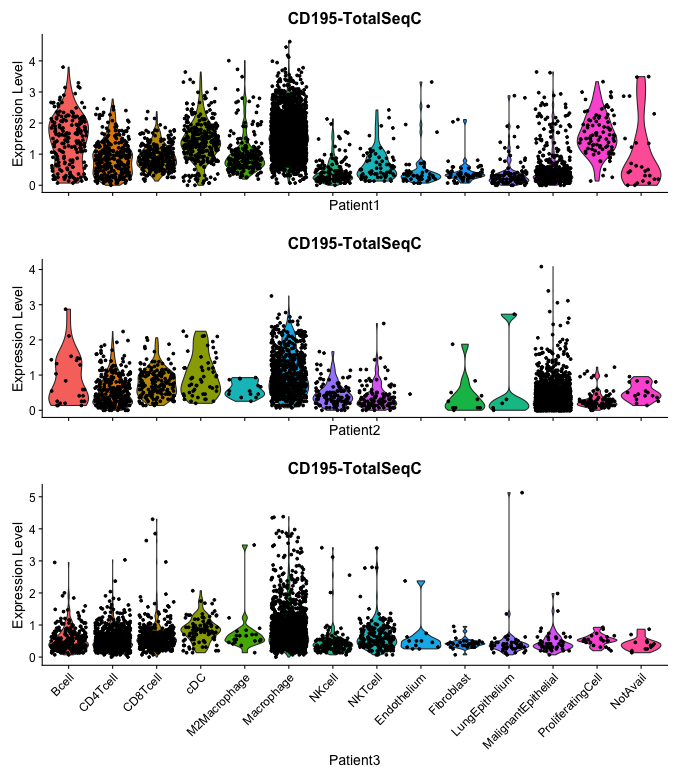 CD195-TotalSeqC
Expression Level
4
3
2
1
0
Patient1
CD195-TotalSeqC
Expression Level
4
3
2
1
0
Patient2
CD195-TotalSeqC
Expression Level
5
4
3
2
1
0
Bcell
CD4Tcell
CD8Tcell
cDC
M2Macrophage
Macrophage
NKcell
NKTcell
Endothelium
Fibroblast
LungEpithelium
MalignantEpithelial
ProliferatingCell
NotAvail
Patient3